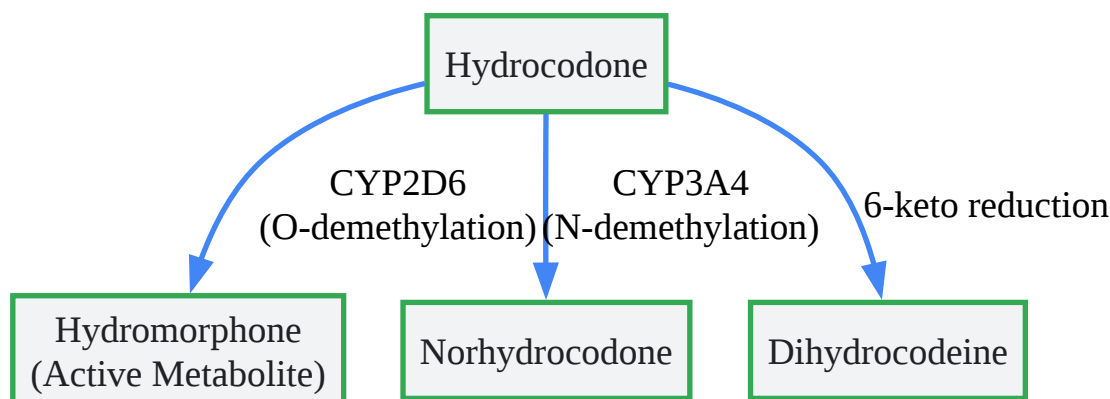 Hydrocodone
CYP2D6
(O-demethylation)
CYP3A4
(N-demethylation)
6-keto reduction
Hydromorphone
(Active Metabolite)
Norhydrocodone
Dihydrocodeine